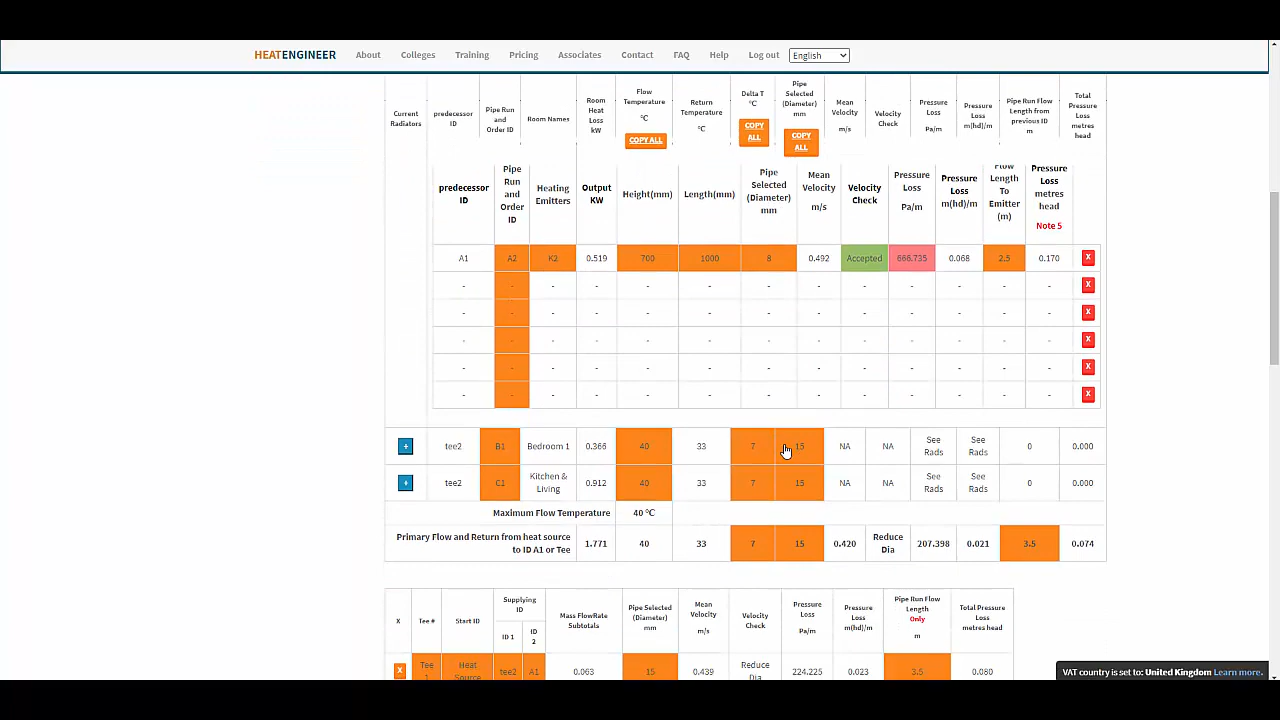 HEATENGINEER About Colleges Training Pricing Associates Contact FAQ Help Log out English
Current Radiators predecessor ID Pipe Run and Order ID Room Names Room Heat Loss kW Flow Temperature °C COPY ALL Return Temperature °C Delta T °C COPY ALL Pipe Selected (Diameter) mm COPY ALL Mean Velocity m/s Velocity Check Pressure Loss Pa/m Pressure Loss m(hd)/m Pipe Run Flow Length from previous ID m Total Pressure Loss metres head
predecessor ID Pipe Run and Order ID Heating Emitters Output KW Height(mm) Length(mm) Pipe Selected (Diameter) mm Mean Velocity m/s Velocity Check Pressure Loss Pa/m Pressure Loss m(hd)/m Flow Length To Emitter (m) Pressure Loss metres head Note 5
A1 A2 K2 0.519 700 1000 8 0.492 Accepted 666.735 0.068 2.5 0.170 X
- - - - - - - - - - - - - X
- - - - - - - - - - - - - X
- - - - - - - - - - - - - X
- - - - - - - - - - - - - X
- - - - - - - - - - - - - X
+ tee2 B1 Bedroom 1 0.366 40 33 7 15 NA NA See Rads See Rads 0 0.000
+ tee2 C1 Kitchen & Living 0.912 40 33 7 15 NA NA See Rads See Rads 0 0.000
Maximum Flow Temperature 40 °C
Primary Flow and Return from heat source to ID A1 or Tee 1.771 40 33 7 15 0.420 Reduce Dia 207.398 0.021 3.5 0.074
X Tee # Start ID Supplying ID ID 1 ID 2 Mass FlowRate Subtotals Pipe Selected (Diameter) mm Mean Velocity m/s Velocity Check Pressure Loss Pa/m Pressure Loss m(hd)/m Pipe Run Flow Length Only m Total Pressure Loss metres head
X Tee 1 Heat Source tee2 A1 0.063 15 0.439 Reduce Dia 224.225 0.023 3.5 0.080
VAT country is set to: United Kingdom Learn more.